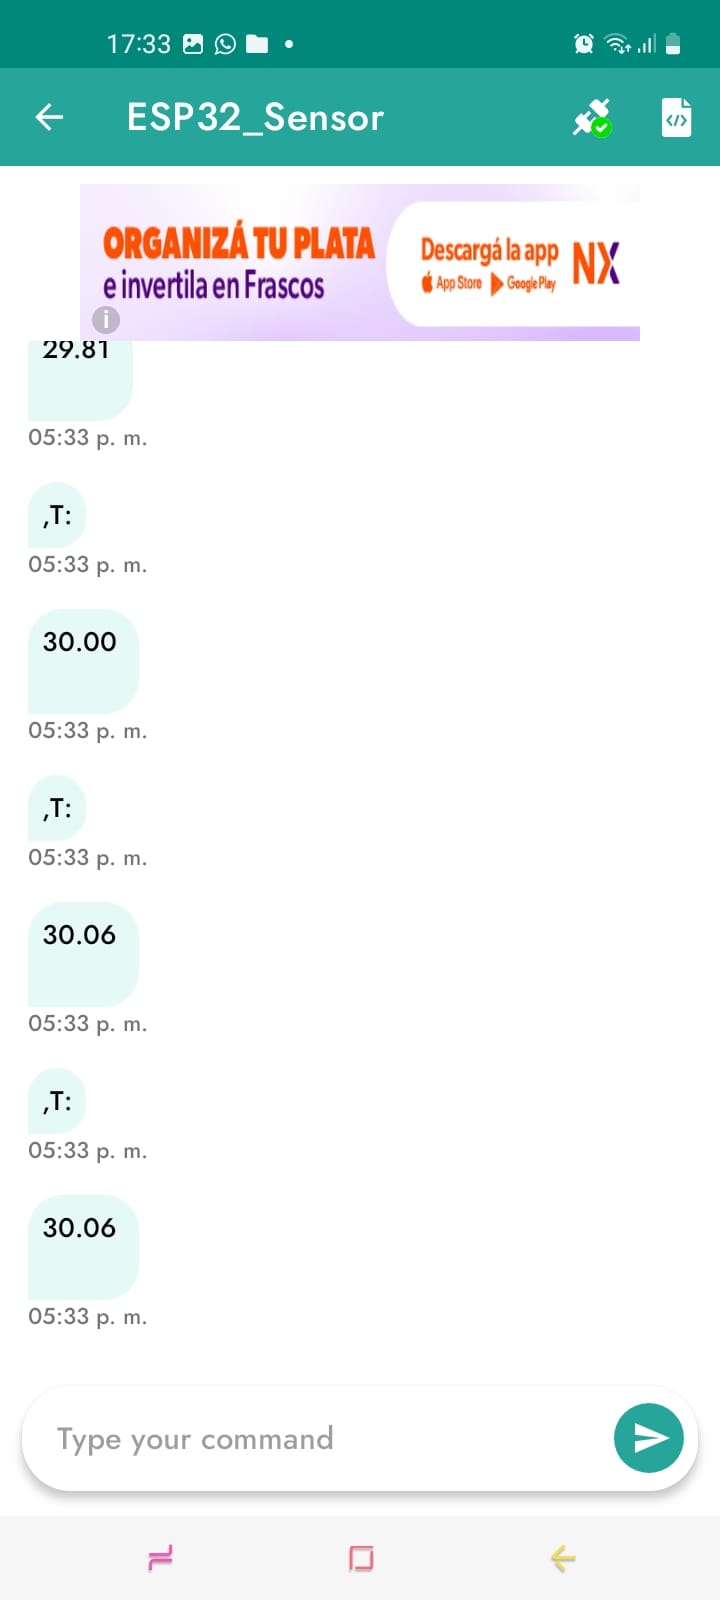 17:33
ESP32_Sensor
ORGANIZÁ TU PLATA
e invertila en Frascos
Descargá la app
App Store Google Play
NX
29.81
05:33 p. m.
,T:
05:33 p. m.
30.00
05:33 p. m.
,T:
05:33 p. m.
30.06
05:33 p. m.
,T:
05:33 p. m.
30.06
05:33 p. m.
Type your command